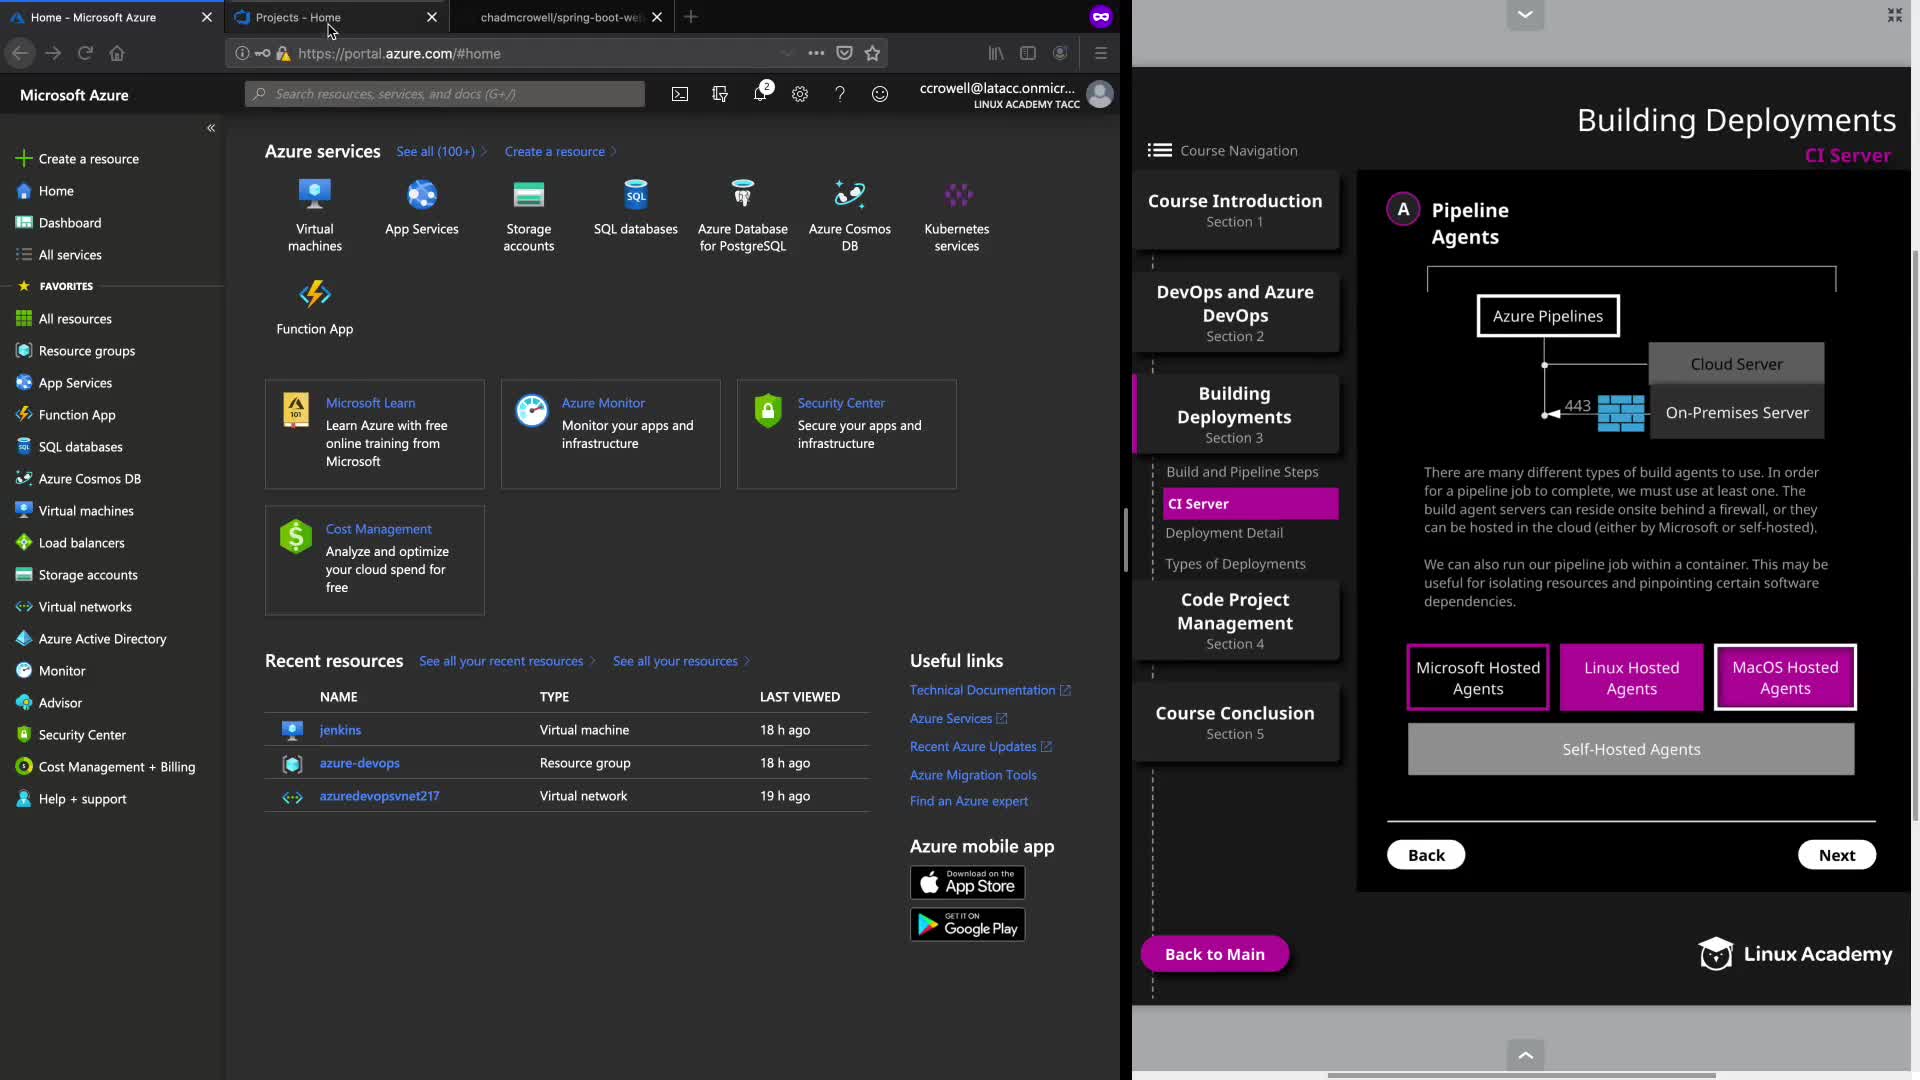 Home - Microsoft Azure
Projects - Home
chadmcrowell/spring-boot-we
https://portal.azure.com/#home
Microsoft Azure
Search resources, services, and docs (G+/)
2
ccrowell@latacc.onmicr...
LINUX ACADEMY TACC
Create a resource
Home
Dashboard
All services
FAVORITES
All resources
Resource groups
App Services
Function App
SQL databases
Azure Cosmos DB
Virtual machines
Load balancers
Storage accounts
Virtual networks
Azure Active Directory
Monitor
Advisor
Security Center
Cost Management + Billing
Help + support
Azure services
See all (100+)
Create a resource
Virtual machines
App Services
Storage accounts
SQL
SQL databases
Azure Database for PostgreSQL
Azure Cosmos DB
Kubernetes services
Function App
101
Microsoft Learn
Learn Azure with free
online training from
Microsoft
Azure Monitor
Monitor your apps and
infrastructure
Security Center
Secure your apps and
infrastructure
Cost Management
Analyze and optimize
your cloud spend for
free
Recent resources
See all your recent resources
See all your resources
NAME TYPE LAST VIEWED
jenkins Virtual machine 18 h ago
azure-devops Resource group 18 h ago
azuredevopsvnet217 Virtual network 19 h ago
Useful links
Technical Documentation
Azure Services
Recent Azure Updates
Azure Migration Tools
Find an Azure expert
Azure mobile app
Download on the
App Store
GET IT ON
Google Play
Building Deployments
CI Server
Course Navigation
Course Introduction
Section 1
DevOps and Azure
DevOps
Section 2
Building
Deployments
Section 3
Build and Pipeline Steps
CI Server
Deployment Detail
Types of Deployments
Code Project
Management
Section 4
Course Conclusion
Section 5
Back to Main
A
Pipeline
Agents
Azure Pipelines
Cloud Server
443
On-Premises Server
There are many different types of build agents to use. In order
for a pipeline job to complete, we must use at least one. The
build agent servers can reside onsite behind a firewall, or they
can be hosted in the cloud (either by Microsoft or self-hosted).
We can also run our pipeline job within a container. This may be
useful for isolating resources and pinpointing certain software
dependencies.
Microsoft Hosted
Agents
Linux Hosted
Agents
MacOS Hosted
Agents
Self-Hosted Agents
Back
Next
Linux Academy